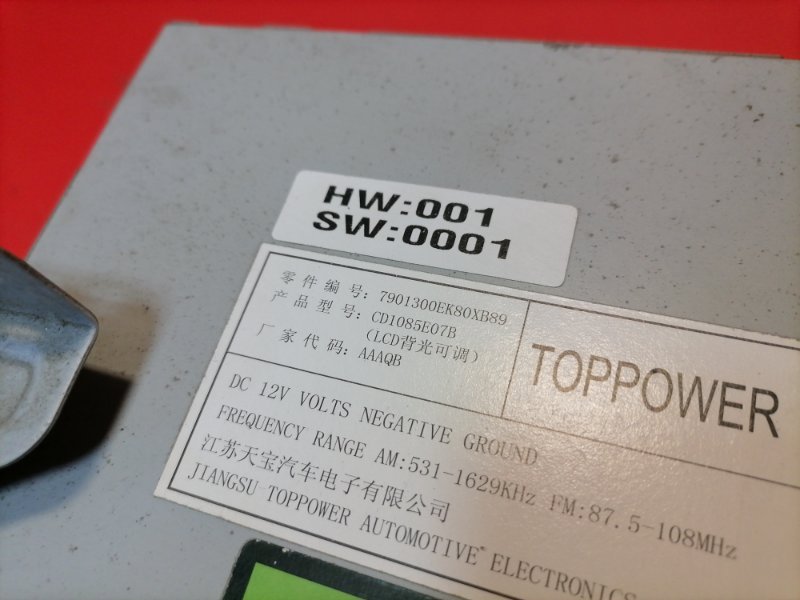 HW:001
SW:0001
零件编号: 7901300EK80XB89
产品型号: CD1085E07B
(LCD背光可调)
厂家代码: AAAQB
TOPPOWER
DC 12V VOLTS NEGATIVE GROUND
FREQUENCY RANGE AM:531-1629KHz FM:87.5-108MHz
江苏天宝汽车电子有限公司
JIANGSU TOPPOWER AUTOMOTIVE ELECTRONICS